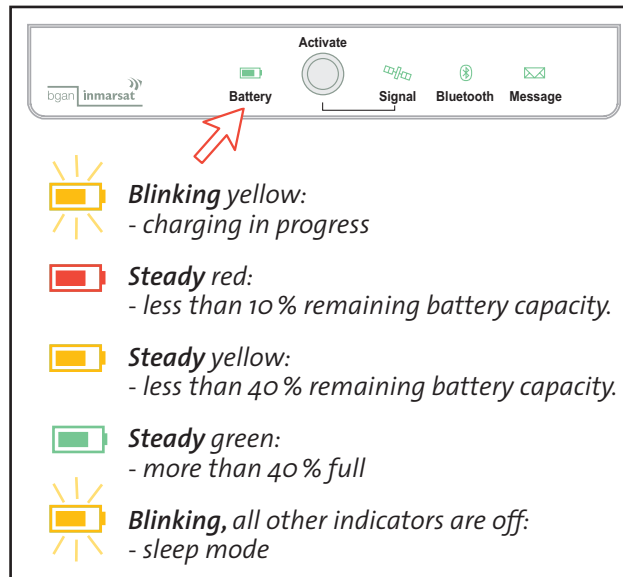 Activate
bgan inmarsat
Battery Signal Bluetooth Message
Blinking yellow:
- charging in progress
Steady red:
- less than 10 % remaining battery capacity.
Steady yellow:
- less than 40 % remaining battery capacity.
Steady green:
- more than 40 % full
Blinking, all other indicators are off:
- sleep mode